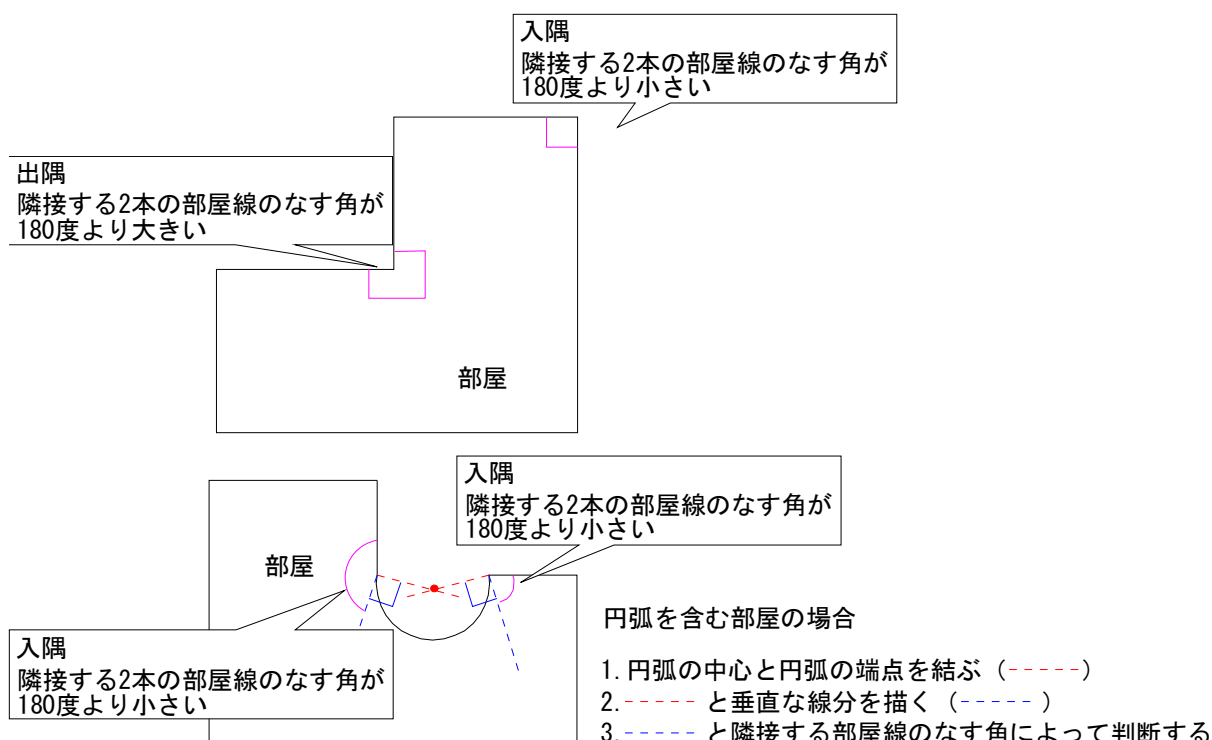 入隅
隣接する2本の部屋線のなす角が
180度より小さい
出隅
隣接する2本の部屋線のなす角が
180度より大きい
部屋
入隅
隣接する2本の部屋線のなす角が
180度より小さい
部屋
入隅
隣接する2本の部屋線のなす角が
180度より小さい
円弧を含む部屋の場合
1.円弧の中心と円弧の端点を結ぶ（-----）
2.----- と垂直な線分を描く（----- ）
3.----- と隣接する部屋線のなす角によって判断する